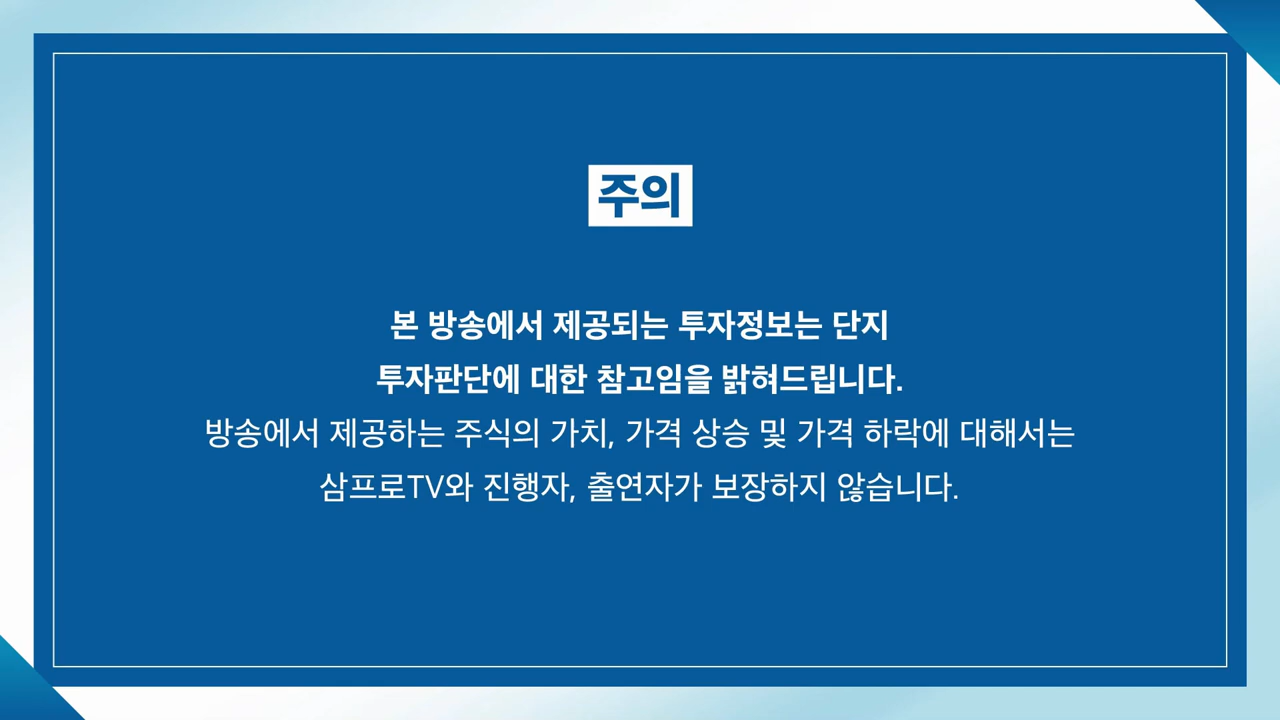 주의
본 방송에서 제공되는 투자정보는 단지
투자판단에 대한 참고임을 밝혀드립니다.
방송에서 제공하는 주식의 가치, 가격 상승 및 가격 하락에 대해서는
삼프로TV와 진행자, 출연자가 보장하지 않습니다.